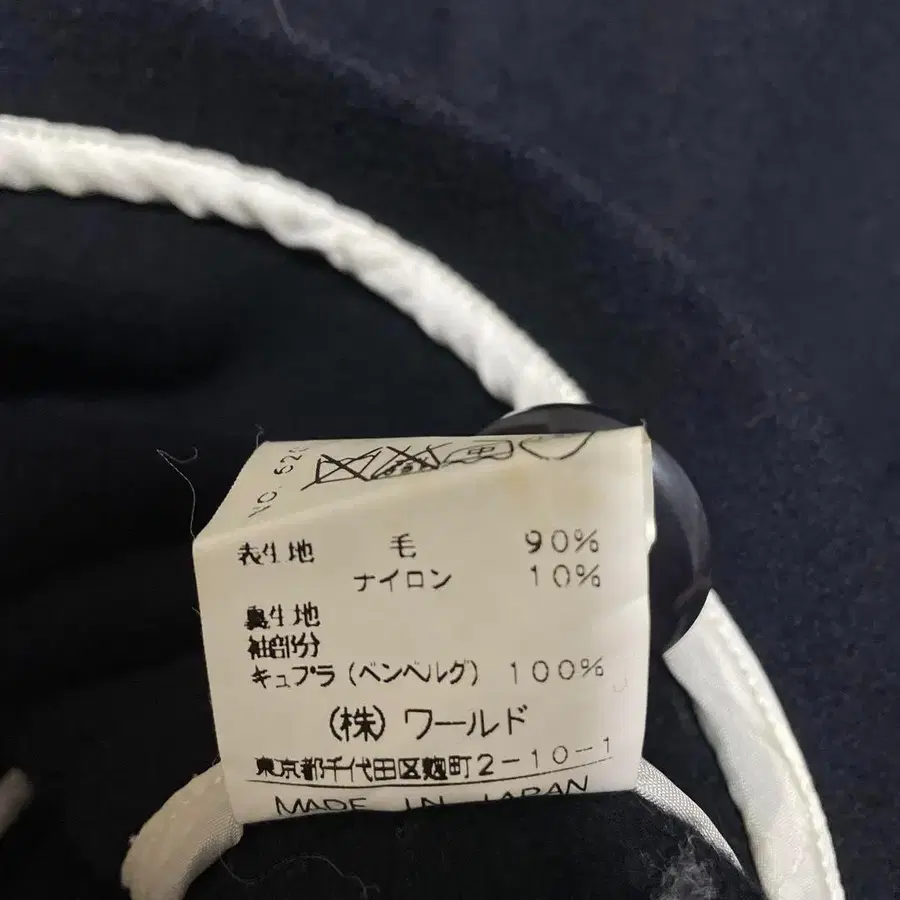 NO. 62
表生地 毛 90%
ナイロン 10%
裏生地
袖部分
キュプラ(ベンベルグ) 100%
(株)ワールド
東京都千代田区麹町2-10-1
MADE IN JAPAN